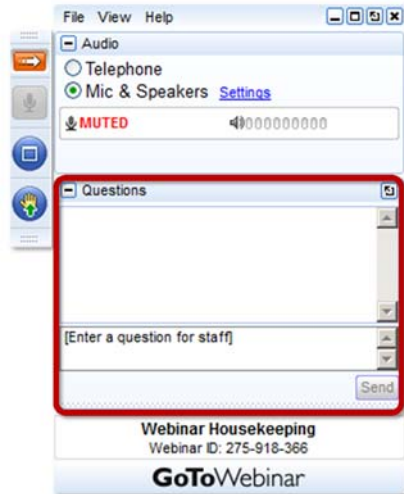 File View Help
Audio
Telephone
Mic & Speakers Settings
MUTED 000000000
Questions
[Enter a question for staff]
Send
Webinar Housekeeping
Webinar ID: 275-918-366
GoToWebinar